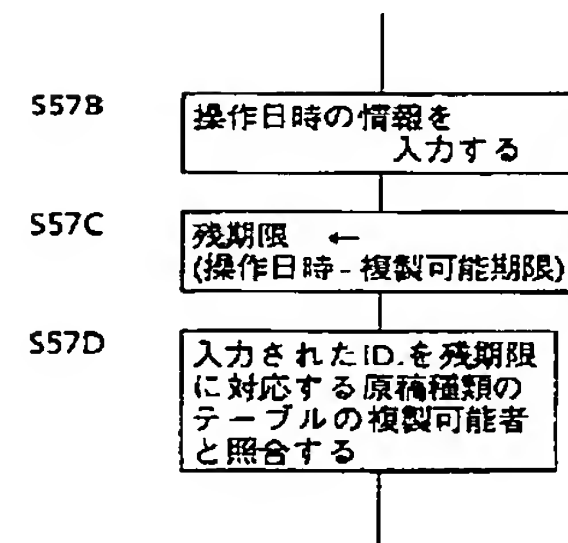 S57B
操作日時の情報を
入力する
S57C
残期限 ←
(操作日時-複製可能期限)
S57D
入力されたID.を残期限
に対応する原稿種類の
テーブルの複製可能者
と照合する